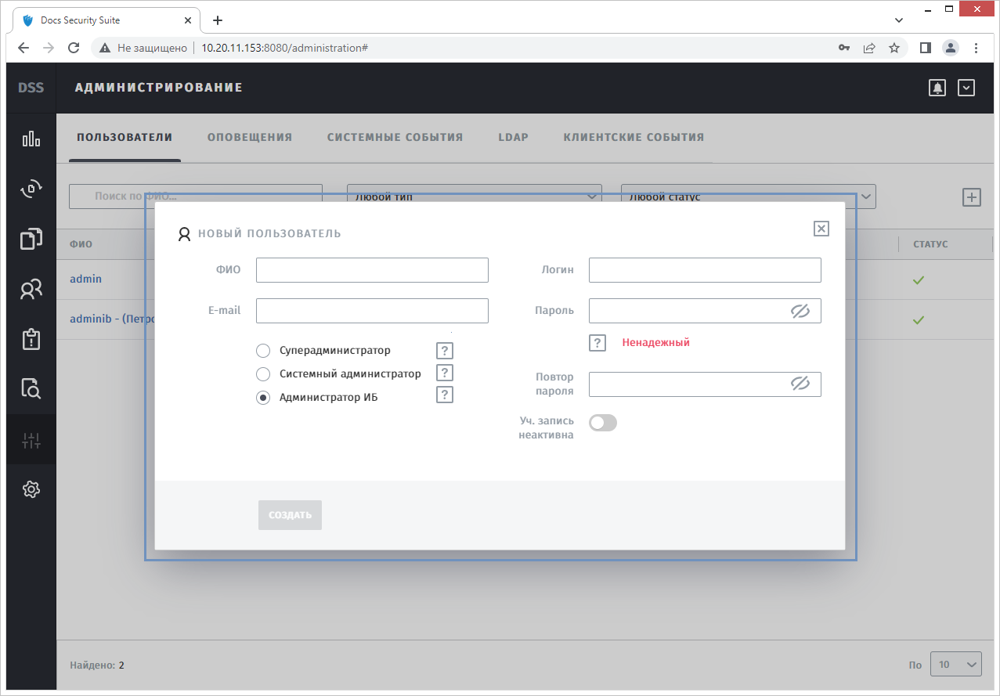 Docs Security Suite
Не защищено
10.20.11.153:8080/administration#
DSS
АДМИНИСТРИРОВАНИЕ
ПОЛЬЗОВАТЕЛИ
ОПОВЕЩЕНИЯ
СИСТЕМНЫЕ СОБЫТИЯ
LDAP
КЛИЕНТСКИЕ СОБЫТИЯ
Поиск по ФИО...
Любой тип
Любой статус
ФИО
СТАТУС
admin
adminib - (Петро
НОВЫЙ ПОЛЬЗОВАТЕЛЬ
ФИО
Логин
E-mail
Пароль
? Ненадежный
Суперадминистратор ?
Системный администратор ?
Администратор ИБ ?
Повтор
пароля
Уч. запись
неактивна
СОЗДАТЬ
Найдено: 2
По 10